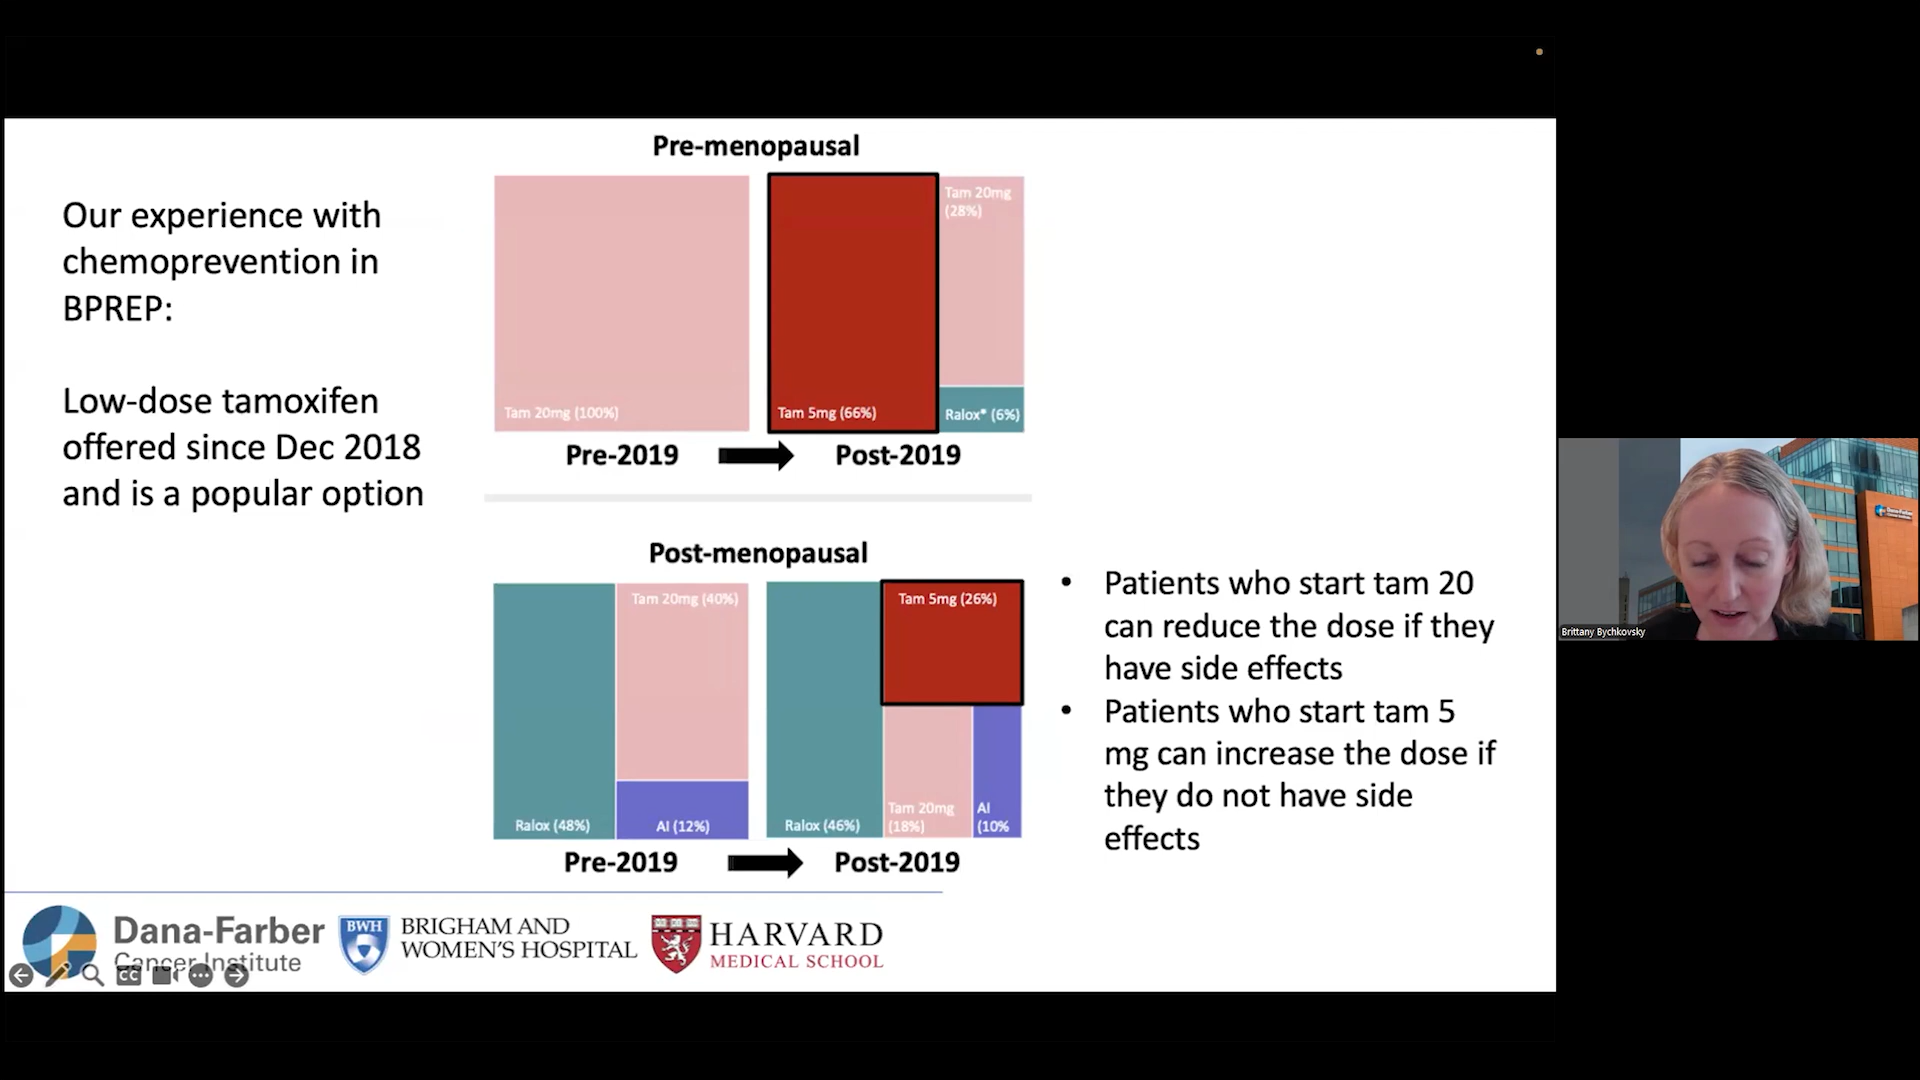 Our experience with
chemoprevention in
BPREP:
Low-dose tamoxifen
offered since Dec 2018
and is a popular option
Pre-menopausal
Tam 20mg (100%)
Tam 5mg (66%)
Tam 20mg
(28%)
Ralox* (6%)
Pre-2019
Post-2019
Post-menopausal
Ralox (48%)
Tam 20mg (40%)
AI (12%)
Ralox (46%)
Tam 5mg (26%)
Tam 20mg
(18%)
AI
(10%
Pre-2019
Post-2019
• Patients who start tam 20
can reduce the dose if they
have side effects
• Patients who start tam 5
mg can increase the dose if
they do not have side
effects
Dana-Farber
Cancer Institute
BWH
BRIGHAM AND
WOMEN'S HOSPITAL
HARVARD
MEDICAL SCHOOL
CC
Dana-Farber
Brittany Bychkovsky